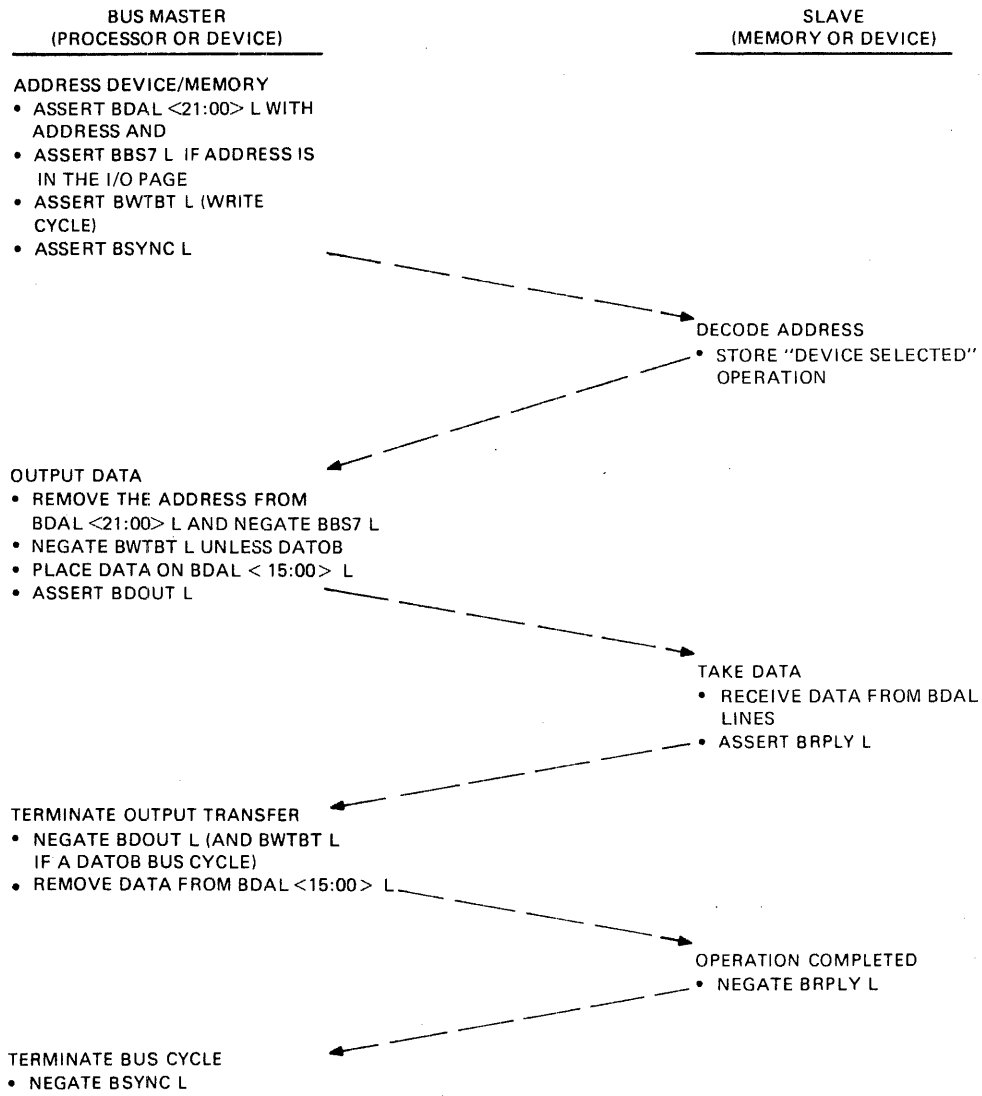 BUS MASTER
(PROCESSOR OR DEVICE)
SLAVE
(MEMORY OR DEVICE)
ADDRESS DEVICE/MEMORY
• ASSERT BDAL <21:00> L WITH
ADDRESS AND
• ASSERT BBS7 L IF ADDRESS IS
IN THE I/O PAGE
• ASSERT BWTBT L (WRITE
CYCLE)
• ASSERT BSYNC L
DECODE ADDRESS
• STORE "DEVICE SELECTED"
OPERATION
OUTPUT DATA
• REMOVE THE ADDRESS FROM
BDAL <21:00> L AND NEGATE BBS7 L
• NEGATE BWTBT L UNLESS DATOB
• PLACE DATA ON BDAL < 15:00> L
• ASSERT BDOUT L
TAKE DATA
• RECEIVE DATA FROM BDAL
LINES
• ASSERT BRPLY L
TERMINATE OUTPUT TRANSFER
• NEGATE BDOUT L (AND BWTBT L
IF A DATOB BUS CYCLE)
• REMOVE DATA FROM BDAL <15:00> L
OPERATION COMPLETED
• NEGATE BRPLY L
TERMINATE BUS CYCLE
• NEGATE BSYNC L